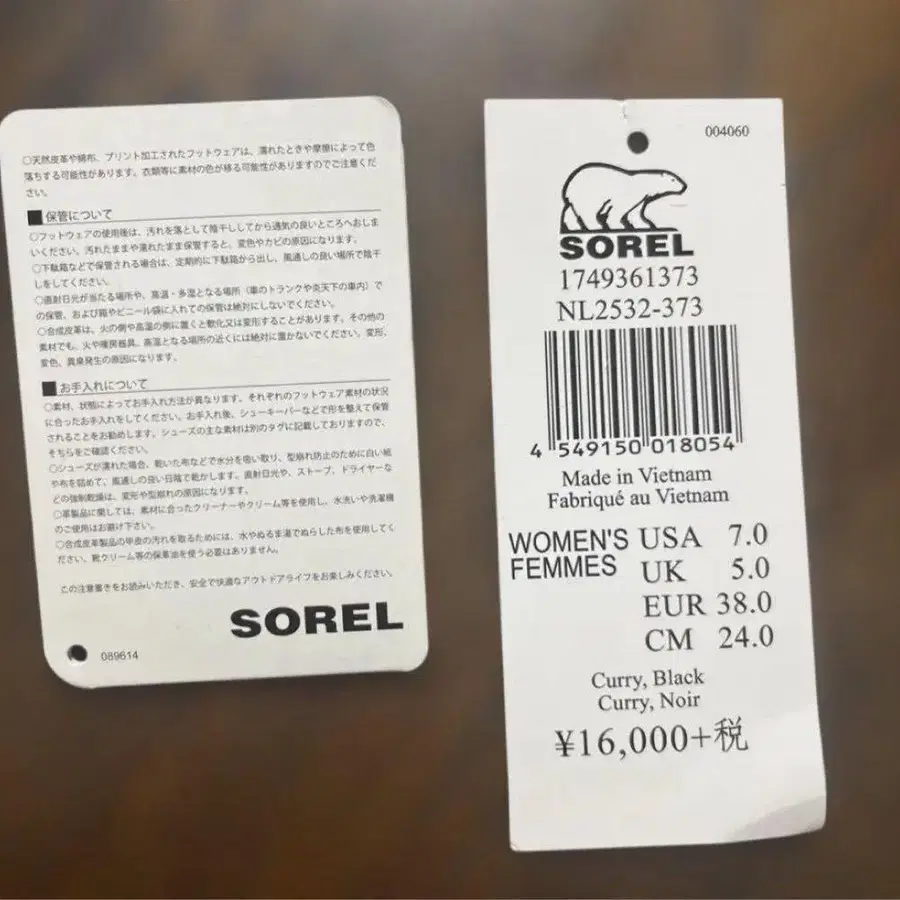 ○天然皮革や綿布、プリント加工されたフットウェアは、濡れたときや摩擦によって色
落ちする可能性があります。衣類等に素材の色が移る可能性がありますのでご注意くだ
さい。
■保管について
○フットウェアの使用後は、汚れを落として陰干ししてから通気の良いところへおしま
いください。汚れたままや濡れたまま保管すると、変色やカビの原因になります。
○下駄箱などで保管される場合は、定期的に下駄箱から出し、風通しの良い場所で陰干
しをしてください。
○直射日光が当たる場所や、高温・多湿となる場所（車のトランクや炎天下の車内）で
の保管、および箱やビニール袋に入れての保管は絶対にしないでください。
○合成皮革は、火の側や高温の側に置くと軟化又は変形することがあります。その他の
素材でも、火や暖房器具、高温となる場所の近くには絶対に置かないでください。変形、
変色、異臭発生の原因になります。
■お手入れについて
○素材、状態によってお手入れ方法が異なります。それぞれのフットウェア素材の状況
に合ったお手入れをしてください。お手入れ後、シューキーパーなどで形を整えて保管
されることをお勧めします。シューズの主な素材は別のタグに記載しておりますので、
そちらをご確認ください。
○シューズが濡れた場合、乾いた布などで水分を吸い取り、型崩れ防止のために白い紙
や布を詰めて、風通しの良い日陰で乾かします。直射日光や、ストーブ、ドライヤーな
どの強制乾燥は、変形や型崩れの原因になります。
○革製品に関しては、素材に合ったクリーナーやクリーム等を使用し、水洗いや洗濯機
のご使用はお避け下さい。
○合成皮革製品の甲皮の汚れを取るためには、水やぬるま湯でぬらした布を使用してく
ださい、靴クリーム等の保革油を使う必要はありません。
この注意書きをお読みいただき、安全で快適なアウトドアライフをお楽しみください。
SOREL
089614
004060
SOREL
1749361373
NL2532-373
4 549150 018054
Made in Vietnam
Fabriqué au Vietnam
WOMEN'S USA 7.0
FEMMES UK 5.0
EUR 38.0
CM 24.0
Curry, Black
Curry, Noir
¥16,000+税